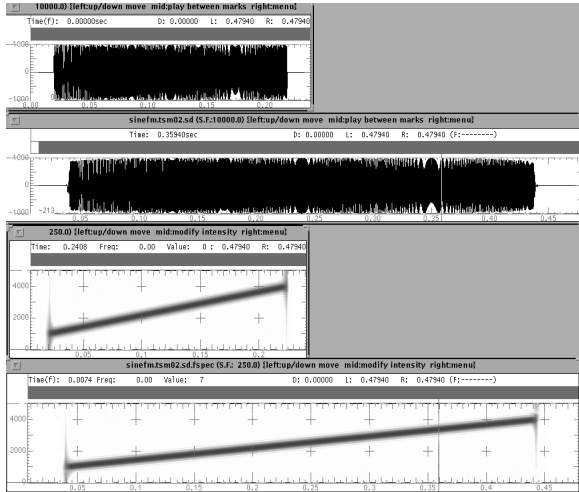 10000.0) {left:up/down move mid:play between marks right:menu}
Time(f): 0.00000sec D: 0.00000 L: 0.47940 R: 0.47940
1000
0
-1000
0.00 0.05 0.1 0.15 0.20
sinefm.tsm02.sd (S.F.:10000.0) {left:up/down move mid:play between marks right:menu}
Time: 0.35940sec D: 0.00000 L: 0.47940 R: 0.47940 (F:--------)
1000
0
-1000
-213
0.05 0.1 0.15 0.2 0.25 0.3 0.35 0.4 0.45
250.0) {left:up/down move mid:modify intensity right:menu}
Time: 0.2408 Freq: 0.00 Value: 0 : 0.47940 R: 0.47940
4000
2000
0
0.05 0.1 0.15 0.2
sinefm.tsm02.sd.fspec (S.F.: 250.0) {left:up/down move mid:modify intensity right:menu}
Time(f): 0.0074 Freq: 0.00 Value: 7 D: 0.00000 L: 0.47940 R: 0.47940 (F:--------)
4000
2000
0
0.05 0.1 0.15 0.2 0.25 0.3 0.35 0.4 0.45